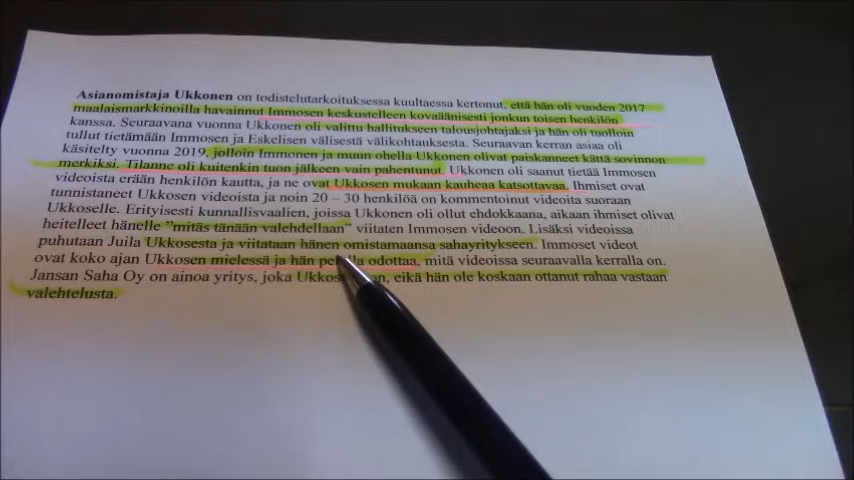 Asianomistaja Ukkonen on todistelutarkoituksessa kuultaessa kertonut, että hän oli vuoden 2017
maalaismarkkinoilla havainnut Immosen keskustelleen kovaäänisesti jonkun toisen henkilön
kanssa. Seuraavana vuonna Ukkonen oli valittu hallitukseen talousjohtajaksi ja hän oli tuolloin
tullut tietämään Immosen ja Eskelisen välisestä välikohtauksesta. Seuraavan kerran asiaa oli
käsitelty vuonna 2019, jolloin Immonen ja muun ohella Ukkonen olivat paiskanneet kättä sovinnon
merkiksi. Tilanne oli kuitenkin tuon jälkeen vain pahentunut. Ukkonen oli saanut tietää Immosen
videoista erään henkilön kautta, ja ne ovat Ukkosen mukaan kauheaa katsottavaa. Ihmiset ovat
tunnistaneet Ukkosen videoista ja noin 20 – 30 henkilöä on kommentoinut videoita suoraan
Ukkoselle. Erityisesti kunnallisvaalien, joissa Ukkonen oli ollut ehdokkaana, aikaan ihmiset olivat
heitelleet hänelle "mitäs tänään valehdellaan" viitaten Immosen videoon. Lisäksi videoissa
puhutaan Juila Ukkosesta ja viitataan hänen omistamaansa sahayritykseen. Immoset videot
ovat koko ajan Ukkosen mielessä ja hän odottaa, mitä videoissa seuraavalla kerralla on.
Jansan Saha Oy on ainoa yritys, joka eikä hän ole koskaan ottanut rahaa vastaan
valehtelusta.